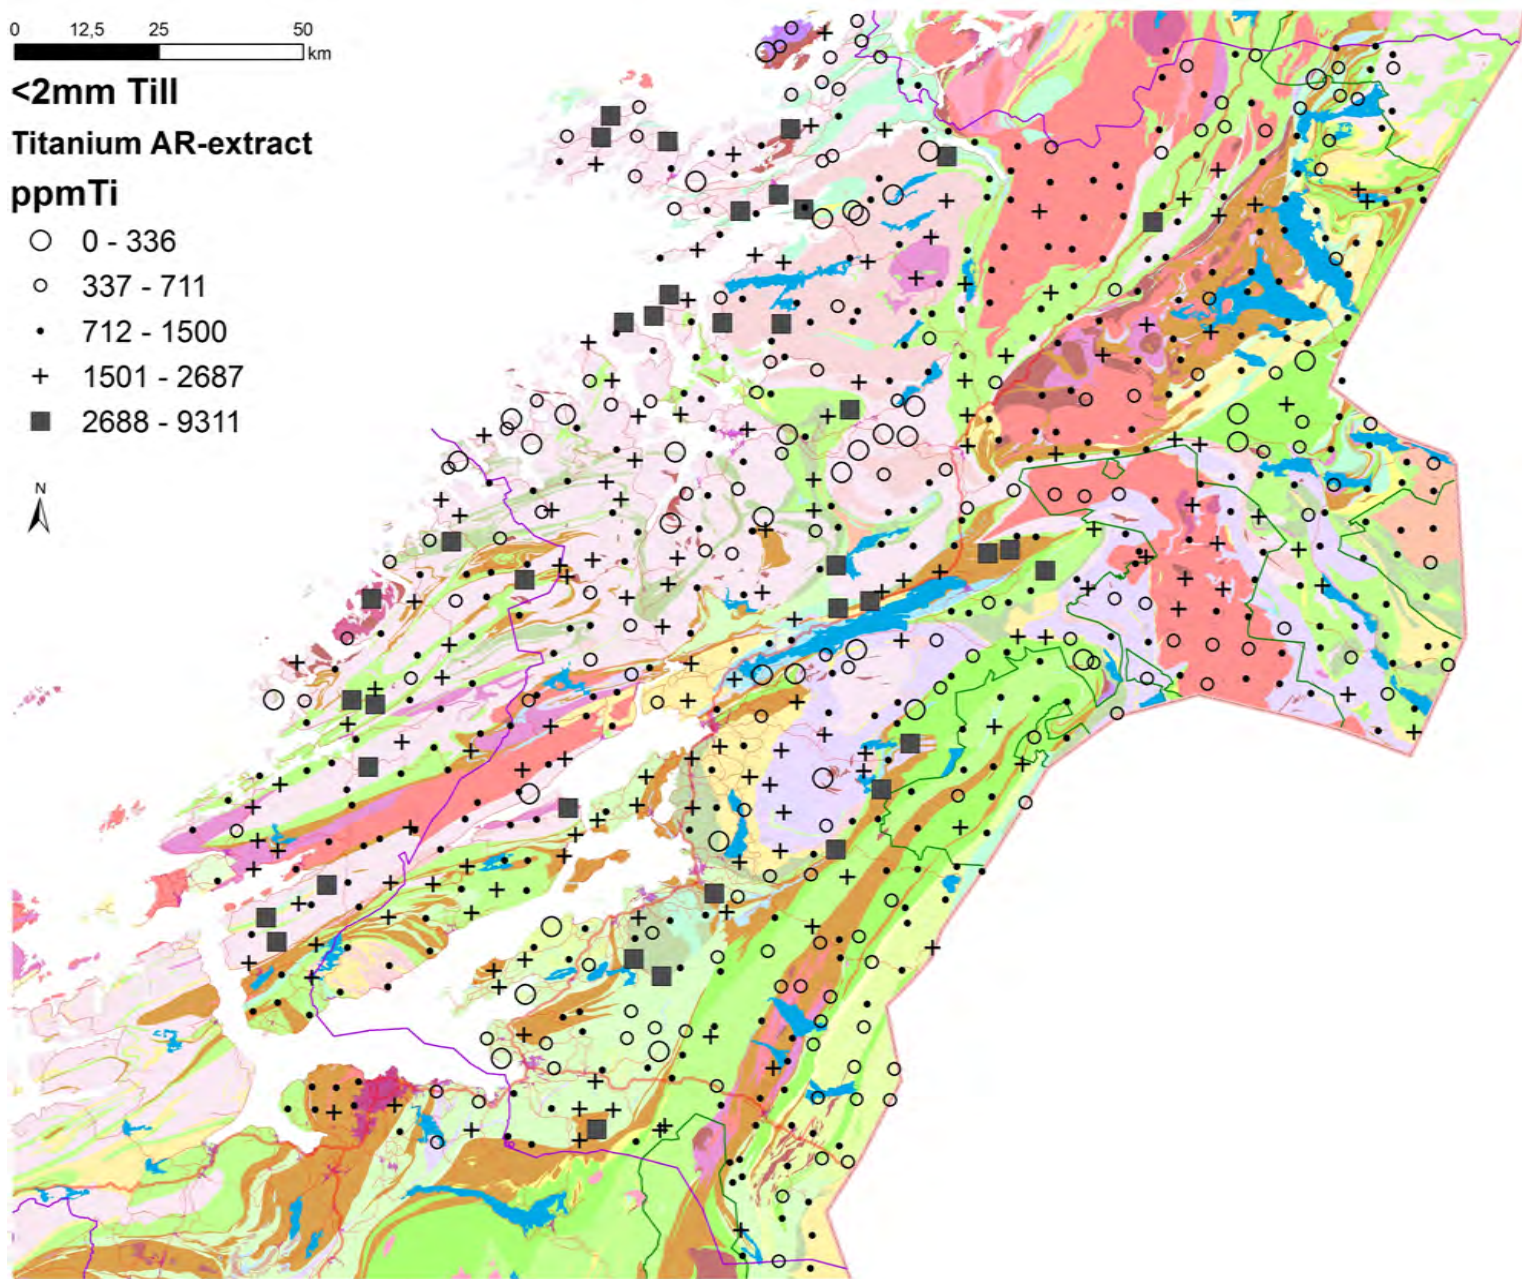 0 12,5 25 50
km
<2mm Till
Titanium AR-extract
ppmTi
0 - 336
337 - 711
712 - 1500
1501 - 2687
2688 - 9311
N